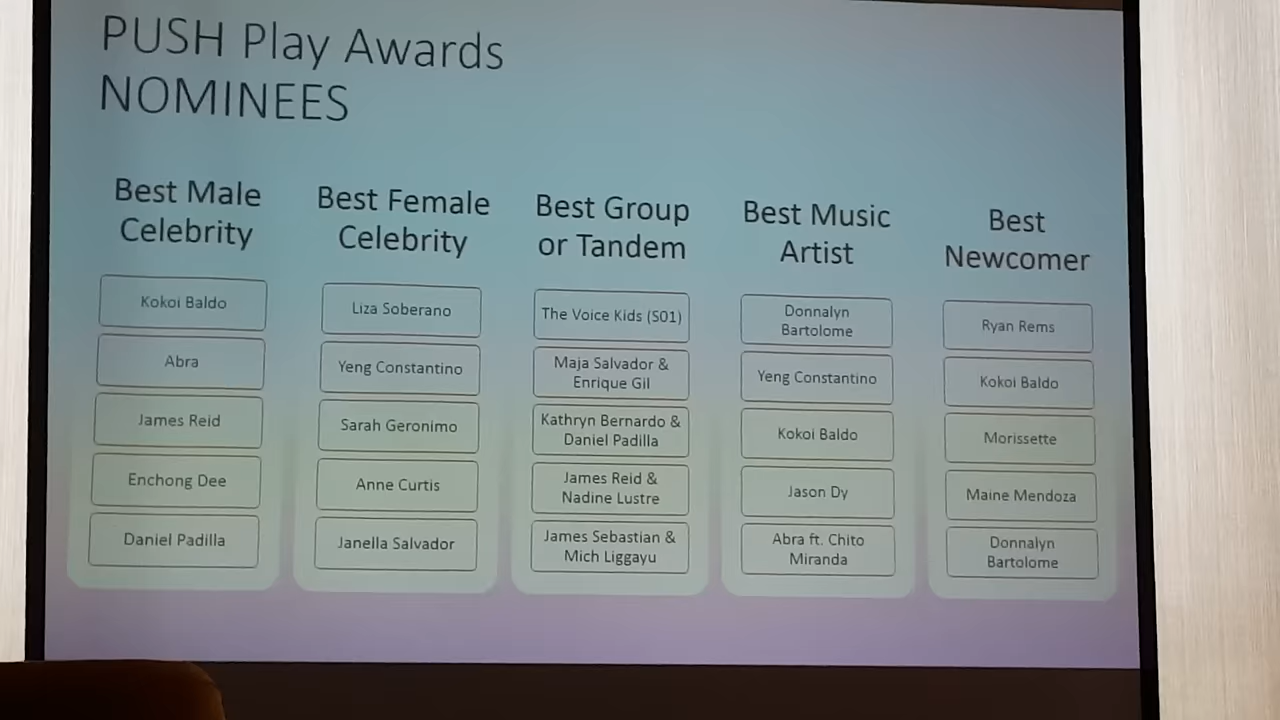 PUSH Play Awards
NOMINEES
Best Male
Celebrity
Kokoi Baldo
Abra
James Reid
Enchong Dee
Daniel Padilla
Best Female
Celebrity
Liza Soberano
Yeng Constantino
Sarah Geronimo
Anne Curtis
Janella Salvador
Best Group
or Tandem
The Voice Kids (S01)
Maja Salvador &
Enrique Gil
Kathryn Bernardo &
Daniel Padilla
James Reid &
Nadine Lustre
James Sebastian &
Mich Liggayu
Best Music
Artist
Donnalyn
Bartolome
Yeng Constantino
Kokoi Baldo
Jason Dy
Abra ft. Chito
Miranda
Best
Newcomer
Ryan Rems
Kokoi Baldo
Morissette
Maine Mendoza
Donnalyn
Bartolome